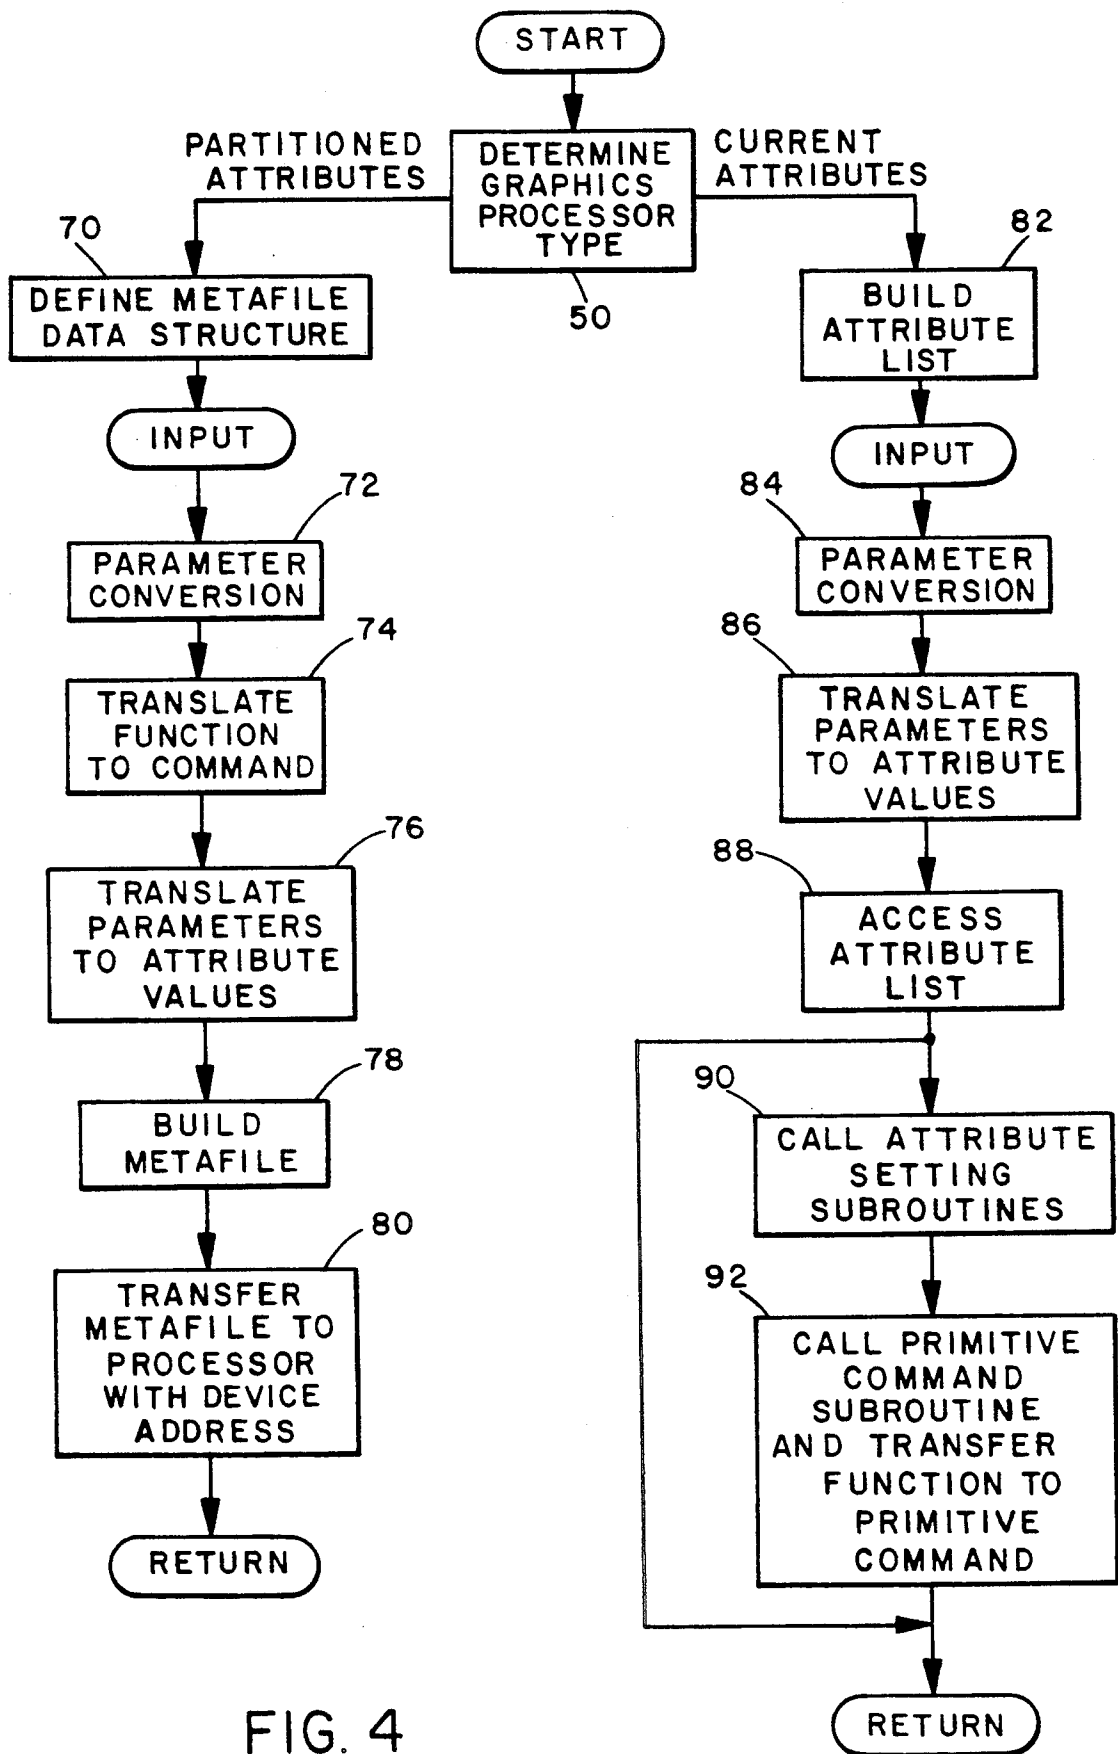 START
PARTITIONED
ATTRIBUTES
DETERMINE
GRAPHICS
PROCESSOR
TYPE
CURRENT
ATTRIBUTES
50
70
DEFINE METAFILE
DATA STRUCTURE
INPUT
72
PARAMETER
CONVERSION
74
TRANSLATE
FUNCTION
TO COMMAND
76
TRANSLATE
PARAMETERS
TO ATTRIBUTE
VALUES
78
BUILD
METAFILE
80
TRANSFER
METAFILE TO
PROCESSOR
WITH DEVICE
ADDRESS
RETURN
82
BUILD
ATTRIBUTE
LIST
INPUT
84
PARAMETER
CONVERSION
86
TRANSLATE
PARAMETERS
TO ATTRIBUTE
VALUES
88
ACCESS
ATTRIBUTE
LIST
90
CALL ATTRIBUTE
SETTING
SUBROUTINES
92
CALL PRIMITIVE
COMMAND
SUBROUTINE
AND TRANSFER
FUNCTION TO
PRIMITIVE
COMMAND
RETURN
FIG. 4